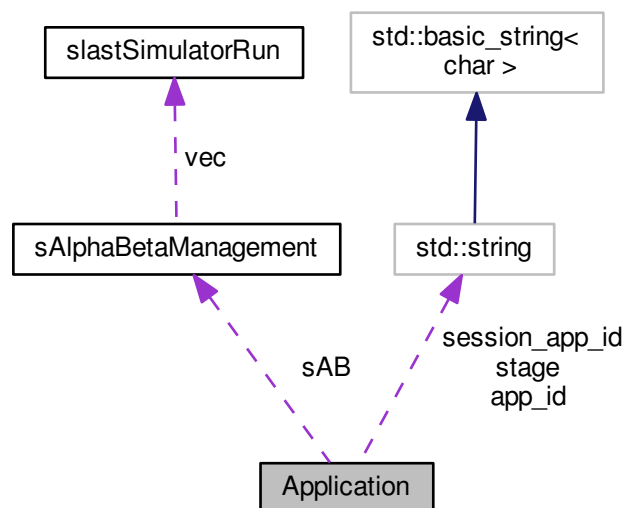 slastSimulatorRun
std::basic_string<
char >
vec
sAlphaBetaManagement
std::string
sAB
session_app_id
stage
app_id
Application